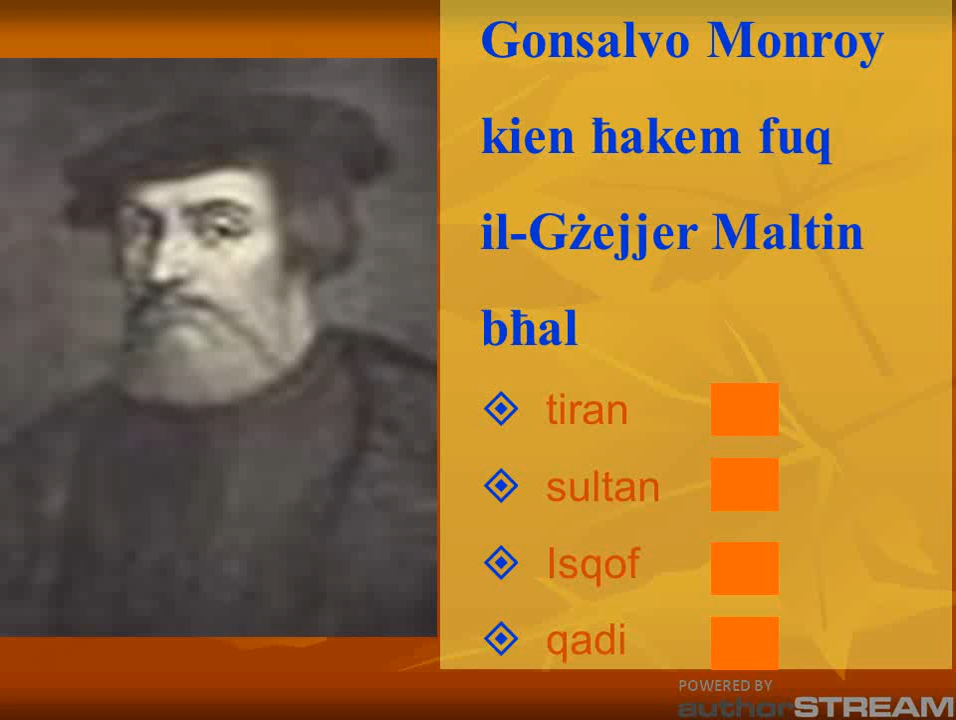 Gonsalvo Monroy
kien ħakem fuq
il-Gżejjer Maltin
bħal
tiran
sultan
Isqof
qadi
POWERED BY
authorSTREAM